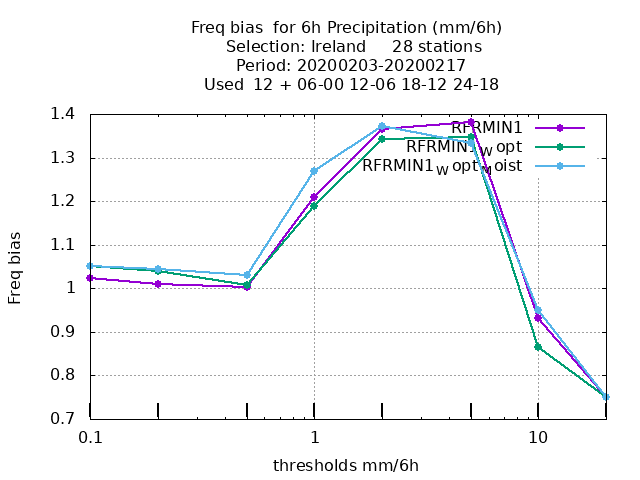 Freq bias  for 6h Precipitation (mm/6h)
Selection: Ireland     28 stations
Period: 20200203-20200217
Used  12 + 06-00 12-06 18-12 24-18
1.4
1.3
1.2
1.1
1
0.9
0.8
0.7
Freq bias
RFRMIN1
RFRMIN1Wopt
RFRMIN1WoptMoist
0.1
1
10
thresholds mm/6h